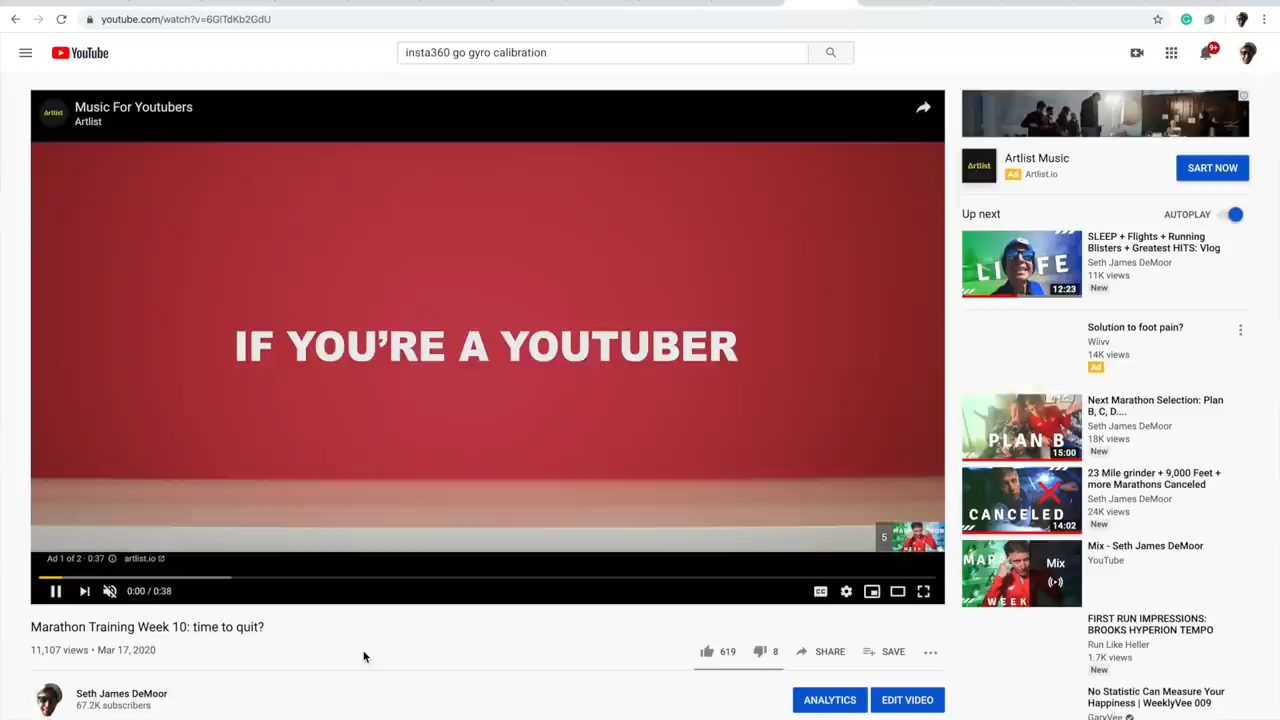 youtube.com/watch?v=6GlTdKb2GdU
YouTube
insta360 go gyro calibration
9+
Artlist
Music For Youtubers
Artlist
IF YOU'RE A YOUTUBER
5
Ad 1 of 2 · 0:37
artlist.io
0:00 / 0:38
CC
Marathon Training Week 10: time to quit?
11,107 views • Mar 17, 2020
619
8
SHARE
SAVE
Seth James DeMoor
67.2K subscribers
ANALYTICS
EDIT VIDEO
Artlist
Artlist Music
Ad Artlist.io
SART NOW
Up next
AUTOPLAY
LIFE
12:23
SLEEP + Flights + Running
Blisters + Greatest HITS: Vlog
Seth James DeMoor
11K views
New
Solution to foot pain?
Wiivv
14K views
Ad
PLAN B
15:00
Next Marathon Selection: Plan
B, C, D....
Seth James DeMoor
18K views
New
CANCELED
14:02
23 Mile grinder + 9,000 Feet +
more Marathons Canceled
Seth James DeMoor
24K views
New
WEEK
Mix
Mix - Seth James DeMoor
YouTube
FIRST RUN IMPRESSIONS:
BROOKS HYPERION TEMPO
Run Like Heller
1.7K views
New
No Statistic Can Measure Your
Happiness | WeeklyVee 009
GaryVee